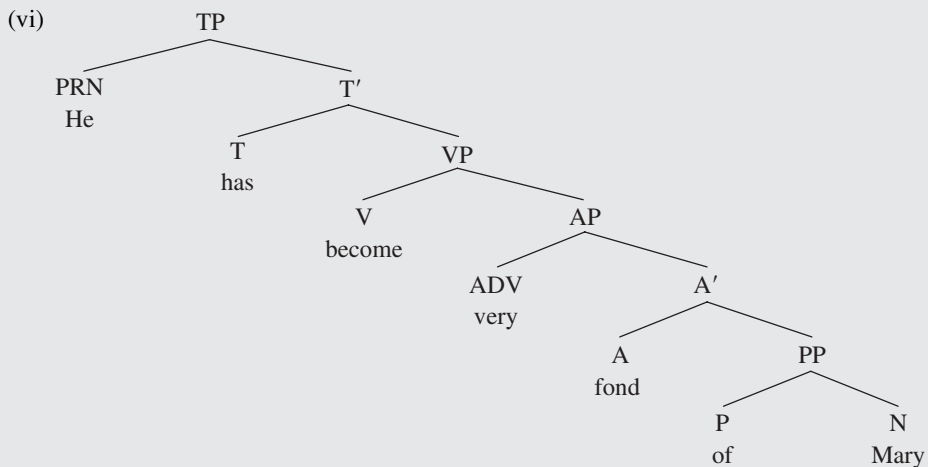 (vi) TP
PRN T′
He
T VP
has
V AP
become
ADV A′
very
A PP
fond
P N
of Mary